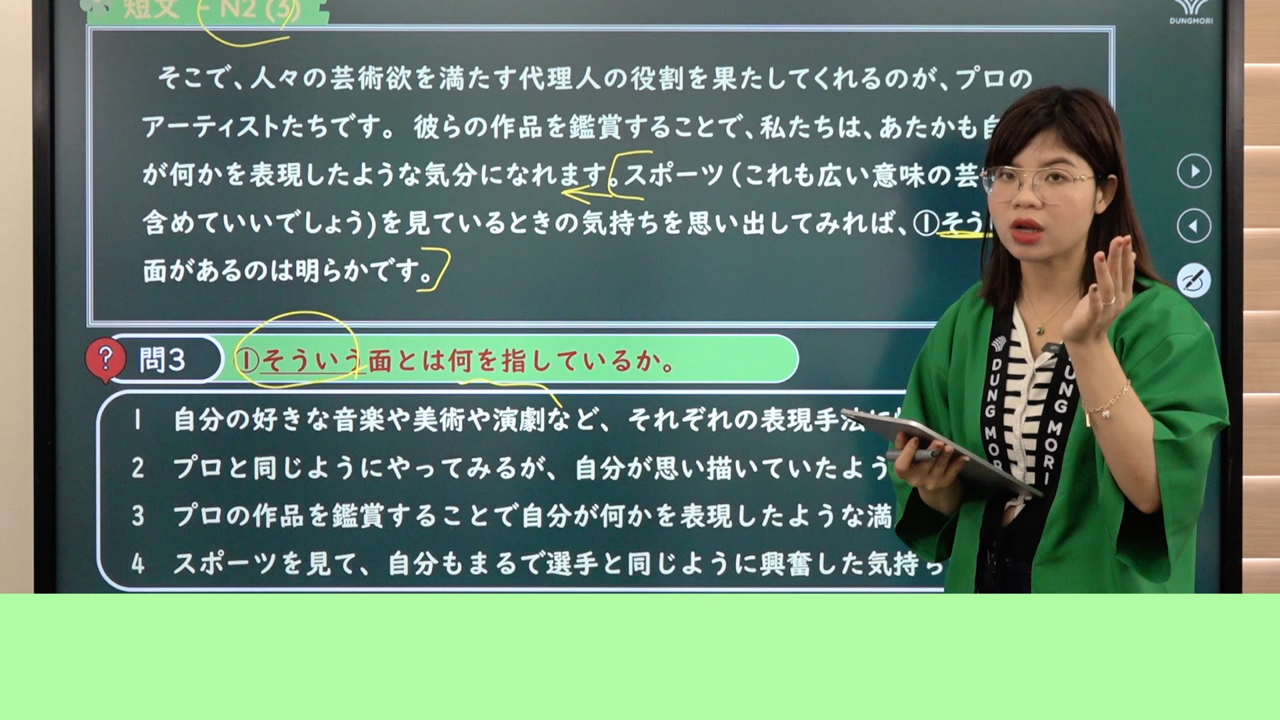 短文 - N2 (3)
DUNGMORI
そこで、人々の芸術欲を満たす代理人の役割を果たしてくれるのが、プロの
アーティストたちです。 彼らの作品を鑑賞することで、私たちは、あたかも自
が何かを表現したような気分になれます。スポーツ(これも広い意味の芸
含めていいでしょう)を見ているときの気持ちを思い出してみれば、①そう
面があるのは明らかです。
? 問3 ①そういう面とは何を指しているか。
1 自分の好きな音楽や美術や演劇など、それぞれの表現手法
2 プロと同じようにやってみるが、自分が思い描いていたよう
3 プロの作品を鑑賞することで自分が何かを表現したような満
4 スポーツを見て、自分もまるで選手と同じように興奮した気持ち
DUNG MORI
DUNG MORI